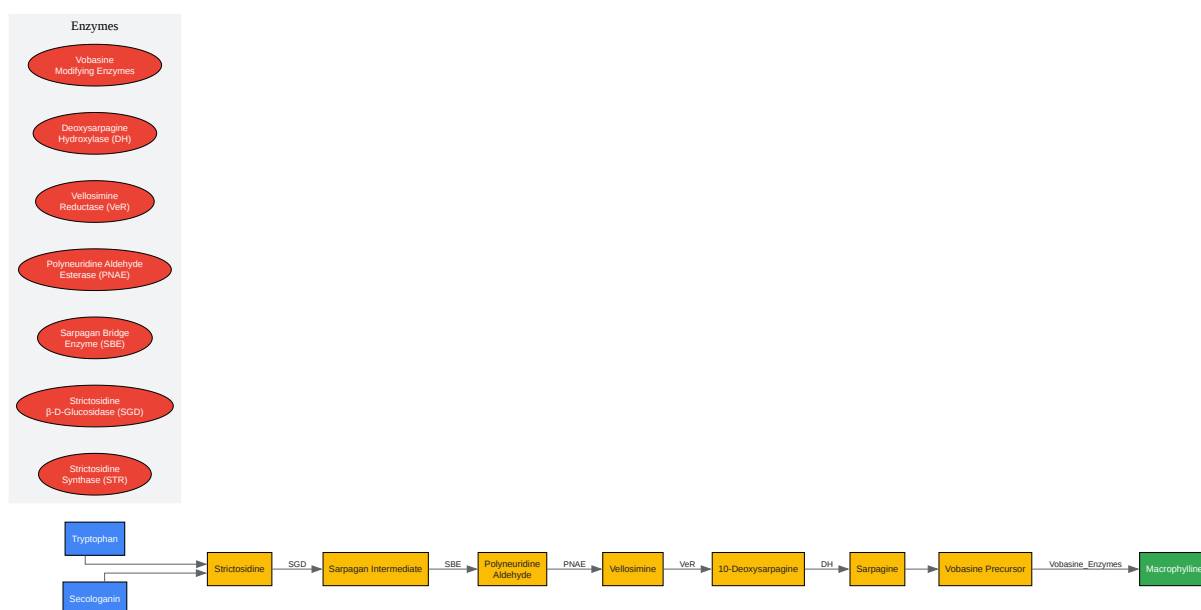 Enzymes
Vobasine
Modifying Enzymes
Deoxysarpagine
Hydroxylase (DH)
Vellosimine
Reductase (VeR)
Polyneuridine Aldehyde
Esterase (PNAE)
Sarpagan Bridge
Enzyme (SBE)
Strictosidine
β-D-Glucosidase (SGD)
Strictosidine
Synthase (STR)
Tryptophan
Secologanin
Strictosidine
SGD
Sarpagan Intermediate
SBE
Polyneuridine
Aldehyde
PNAE
Vellosimine
VeR
10-Deoxysarpagine
DH
Sarpagine
Vobasine Precursor
Vobasine_Enzymes
Macrophylline